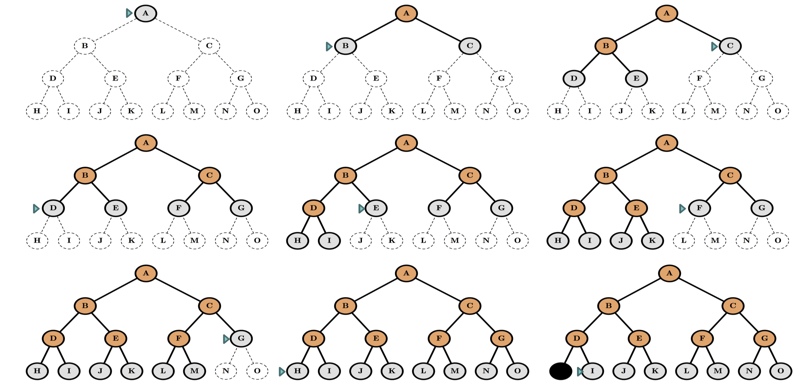 A A A
B C B C B C
D E F G D E F G D E F G
H I J K L M N O H I J K L M N O H I J K L M N O
A A A
B C B C B C
D E F G D E F G D E F G
H I J K L M N O H I J K L M N O H I J K L M N O
A A A
B C B C B C
D E F G D E F G D E F G
H I J K L M N O H I J K L M N O I J K L M N O